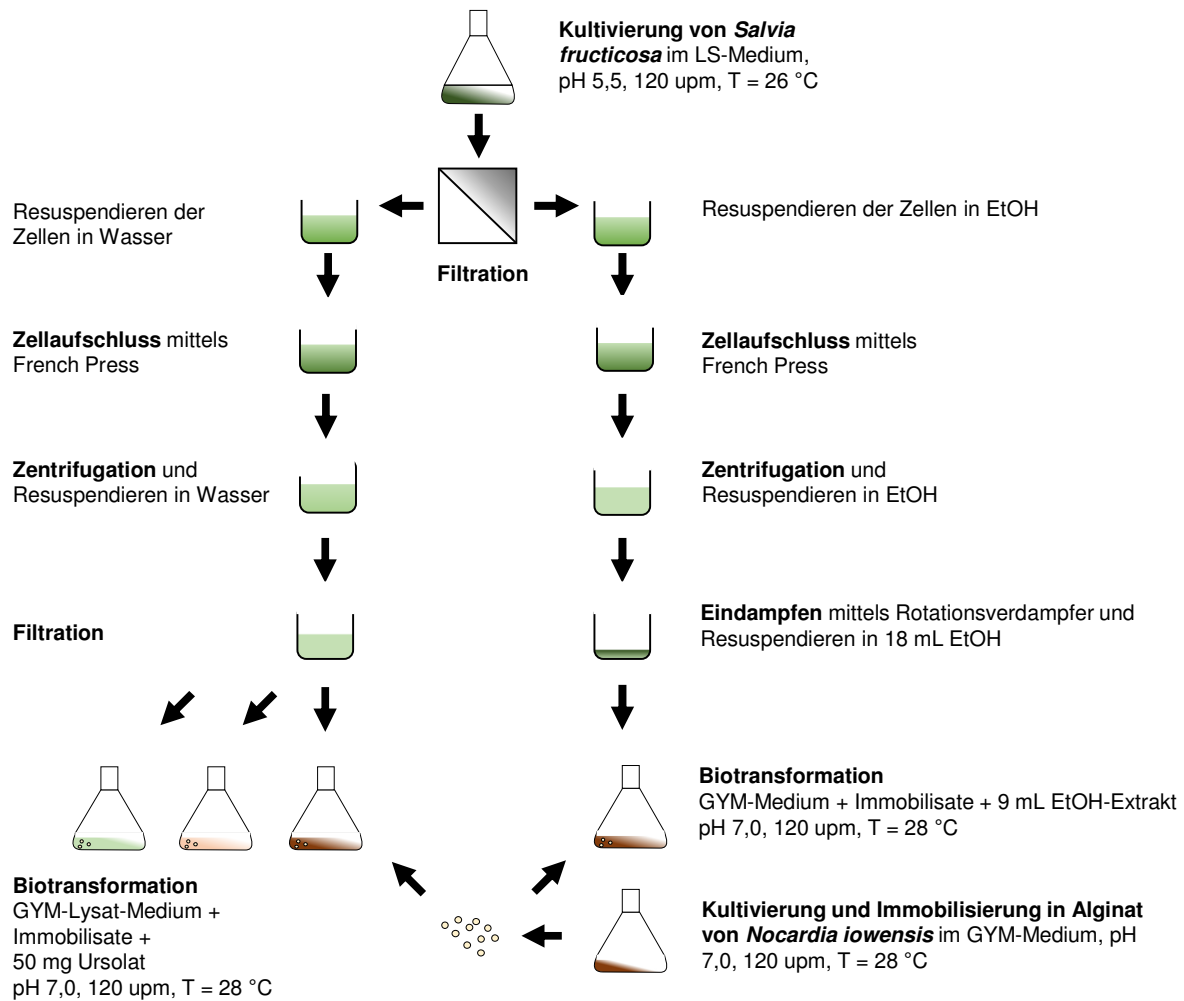 Kultivierung von Salvia
fructicosa im LS-Medium,
pH 5,5, 120 upm, T = 26 °C
Resuspendieren der
Zellen in Wasser
Resuspendieren der Zellen in EtOH
Filtration
Zellaufschluss mittels
French Press
Zellaufschluss mittels
French Press
Zentrifugation und
Resuspendieren in Wasser
Zentrifugation und
Resuspendieren in EtOH
Filtration
Eindampfen mittels Rotationsverdampfer und
Resuspendieren in 18 mL EtOH
Biotransformation
GYM-Medium + Immobilisate + 9 mL EtOH-Extrakt
pH 7,0, 120 upm, T = 28 °C
Biotransformation
GYM-Lysat-Medium +
Immobilisate +
50 mg Ursolat
pH 7,0, 120 upm, T = 28 °C
Kultivierung und Immobilisierung in Alginat
von Nocardia iowensis im GYM-Medium, pH
7,0, 120 upm, T = 28 °C